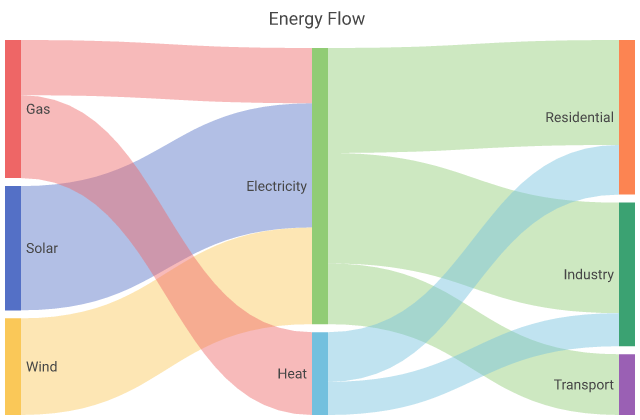 Energy Flow
Gas
Solar
Wind
Electricity
Heat
Residential
Industry
Transport